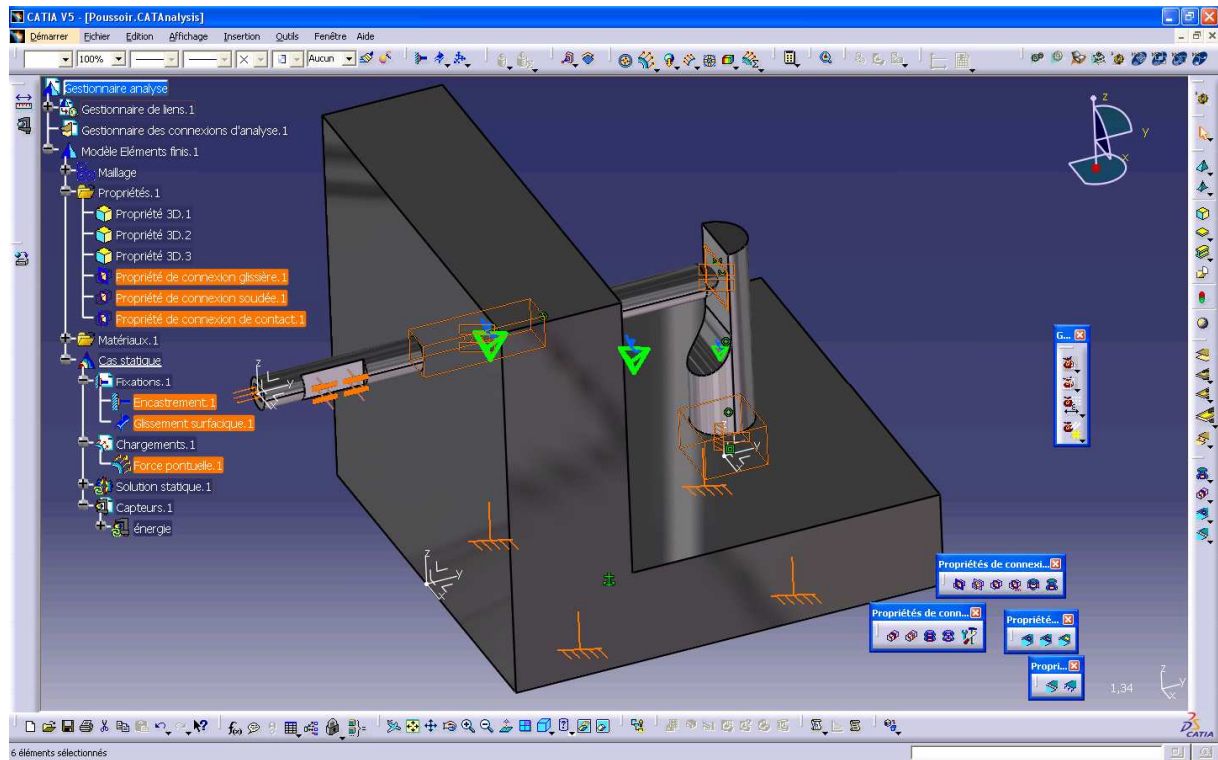 CATIA V5 - [Poussoir.CATAnalysis]
Démarrer Fichier Edition Affichage Insertion Outils Fenêtre Aide
100% Aucun
Gestionnaire analyse
Gestionnaire de liens.1
Gestionnaire des connexions d'analyse.1
Modèle Eléments finis.1
Maillage
Propriétés.1
Propriété 3D.1
Propriété 3D.2
Propriété 3D.3
Propriété de connexion glissière.1
Propriété de connexion soudée.1
Propriété de connexion de contact.1
Matériaux.1
Cas statique
Fixations.1
Encastrement.1
Glissement surfacique.1
Chargements.1
Force pontuelle.1
Solution statique.1
Capteurs.1
énergie
z
y
x
z
y
z
y
y
G...
Propriétés de connexi...
Propriétés de conn...
Propriété...
Propri...
1,34
z
y
CATIA
6 éléments sélectionnés